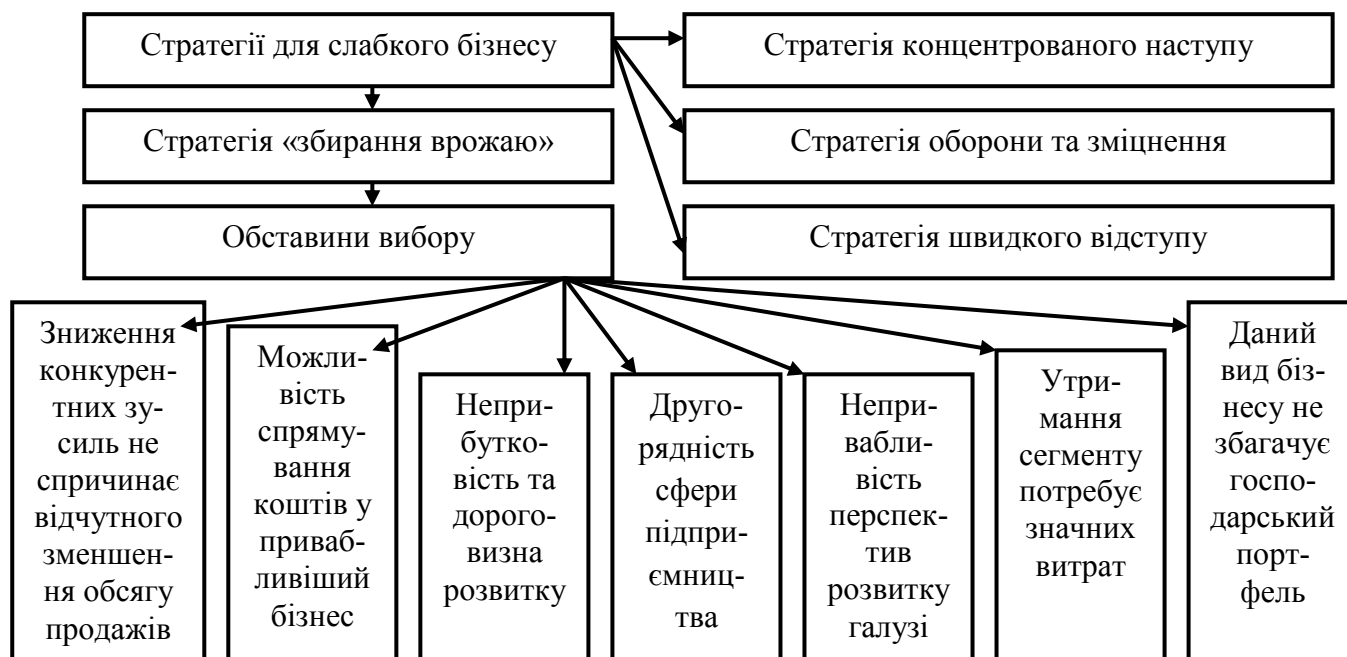 Стратегії для слабкого бізнесу
Стратегія концентрованого наступу
Стратегія «збирання врожаю»
Стратегія оборони та зміцнення
Обставини вибору
Стратегія швидкого відступу
Зниження
конкурен-
тних зу-
силь не
спричинає
відчутного
зменшен-
ня обсягу
продажів
Можли-
вість
спряму-
вання
коштів у
приваб-
ливіший
бізнес
Непри-
бутко-
вість та
дорого-
визна
розвитку
Друго-
рядність
сфери
підпри-
ємниц-
тва
Непри-
вабли-
вість
перспек-
тив
розвитку
галузі
Утри-
мання
сегменту
потребує
значних
витрат
Даний
вид біз-
несу не
збагачує
госпо-
дарський
порт-
фель